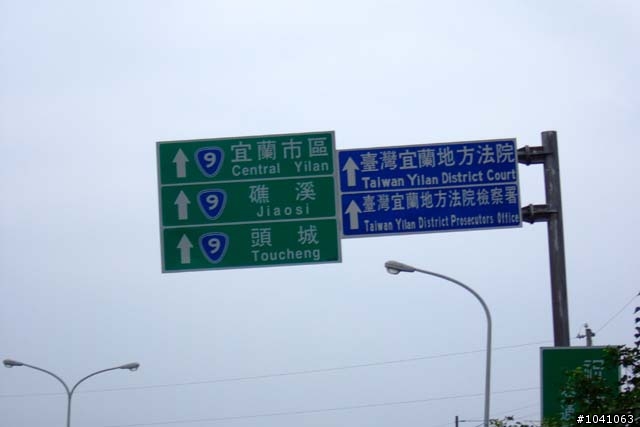 9 宜蘭市區
Central Yilan
9 礁溪
Jiaosi
9 頭城
Toucheng
臺灣宜蘭地方法院
Taiwan Yilan District Court
臺灣宜蘭地方法院檢察署
Taiwan Yilan District Prosecutors Office
#1041063